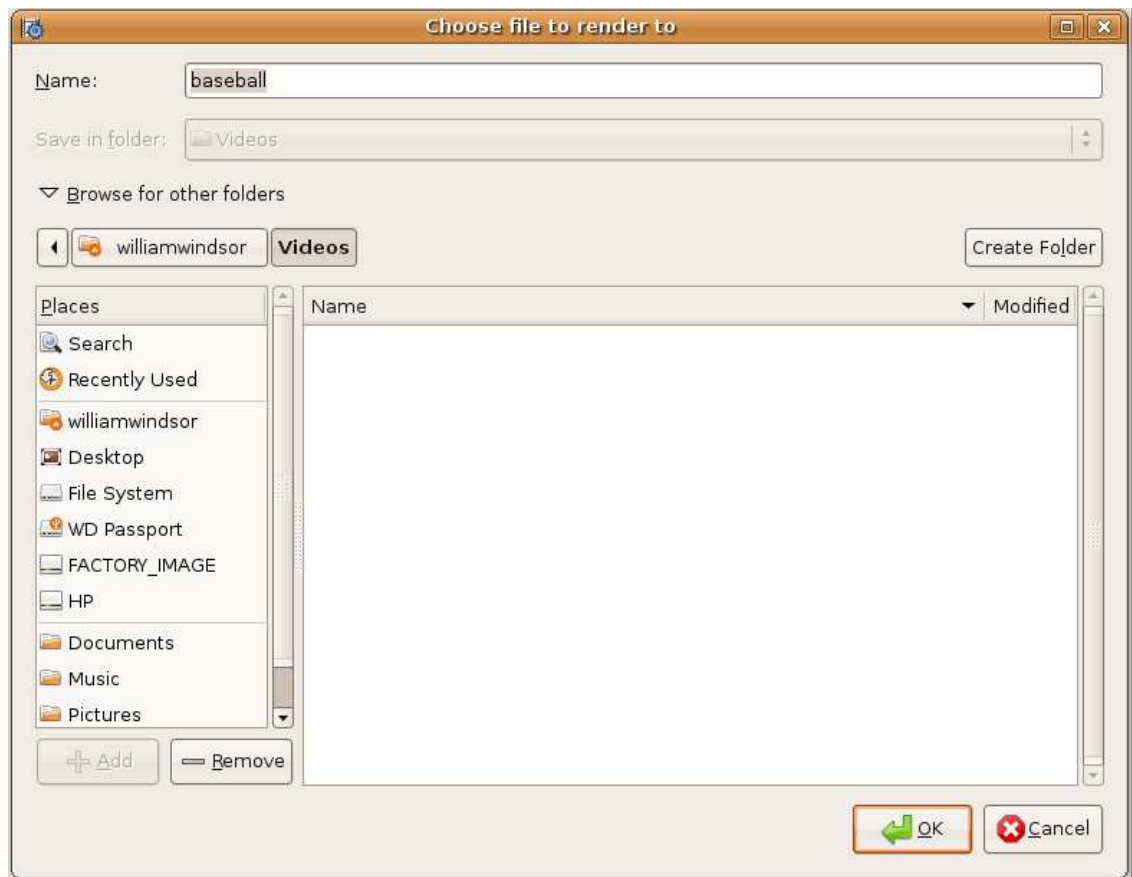 Choose file to render to
Name: baseball
Save in folder: Videos
Browse for other folders
williamwindsor Videos Create Folder
Places Name Modified
Search
Recently Used
williamwindsor
Desktop
File System
WD Passport
FACTORY_IMAGE
HP
Documents
Music
Pictures
Add Remove
OK Cancel